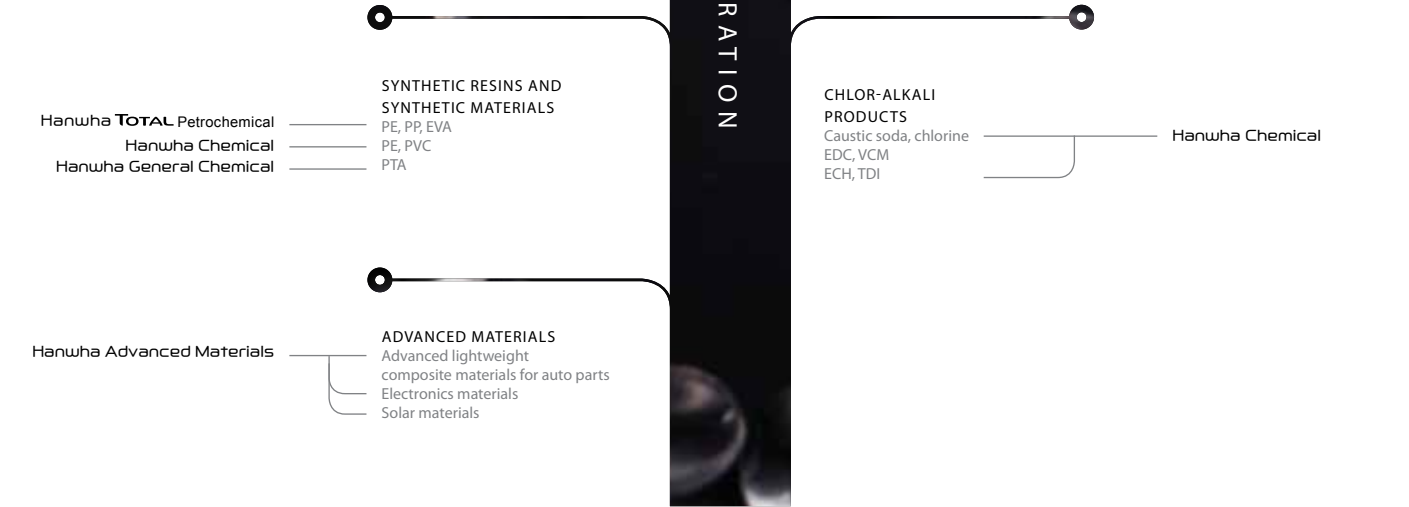 RATION
Hanwha TOTAL Petrochemical
Hanwha Chemical
Hanwha General Chemical
SYNTHETIC RESINS AND
SYNTHETIC MATERIALS
PE, PP, EVA
PE, PVC
PTA
CHLOR-ALKALI
PRODUCTS
Caustic soda, chlorine
EDC, VCM
ECH, TDI
Hanwha Chemical
Hanwha Advanced Materials
ADVANCED MATERIALS
Advanced lightweight
composite materials for auto parts
Electronics materials
Solar materials